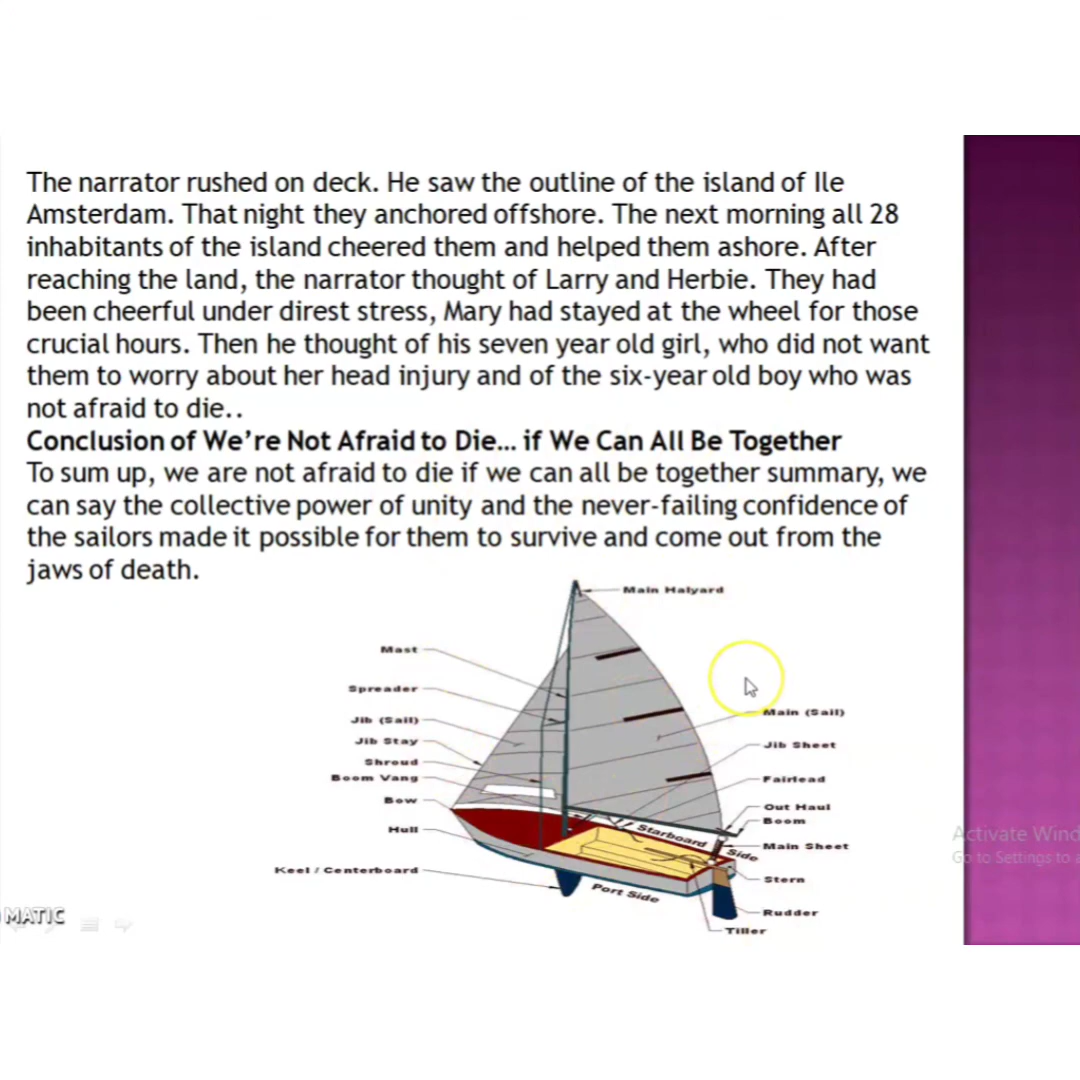 The narrator rushed on deck. He saw the outline of the island of Ile
Amsterdam. That night they anchored offshore. The next morning all 28
inhabitants of the island cheered them and helped them ashore. After
reaching the land, the narrator thought of Larry and Herbie. They had
been cheerful under direst stress, Mary had stayed at the wheel for those
crucial hours. Then he thought of his seven year old girl, who did not want
them to worry about her head injury and of the six-year old boy who was
not afraid to die..
Conclusion of We're Not Afraid to Die... if We Can All Be Together
To sum up, we are not afraid to die if we can all be together summary, we
can say the collective power of unity and the never-failing confidence of
the sailors made it possible for them to survive and come out from the
jaws of death.
Main Halyard
Mast
Spreader
Jib (Sail)
Jib Stay
Shroud
Boom Vang
Bow
Hull
Keel / Centerboard
Main (Sail)
Jib Sheet
Fairlead
Out Haul
Boom
Main Sheet
Stern
Rudder
Tiller
Starboard Side
Port Side
Activate Wind
Go to Settings to a
MATIC